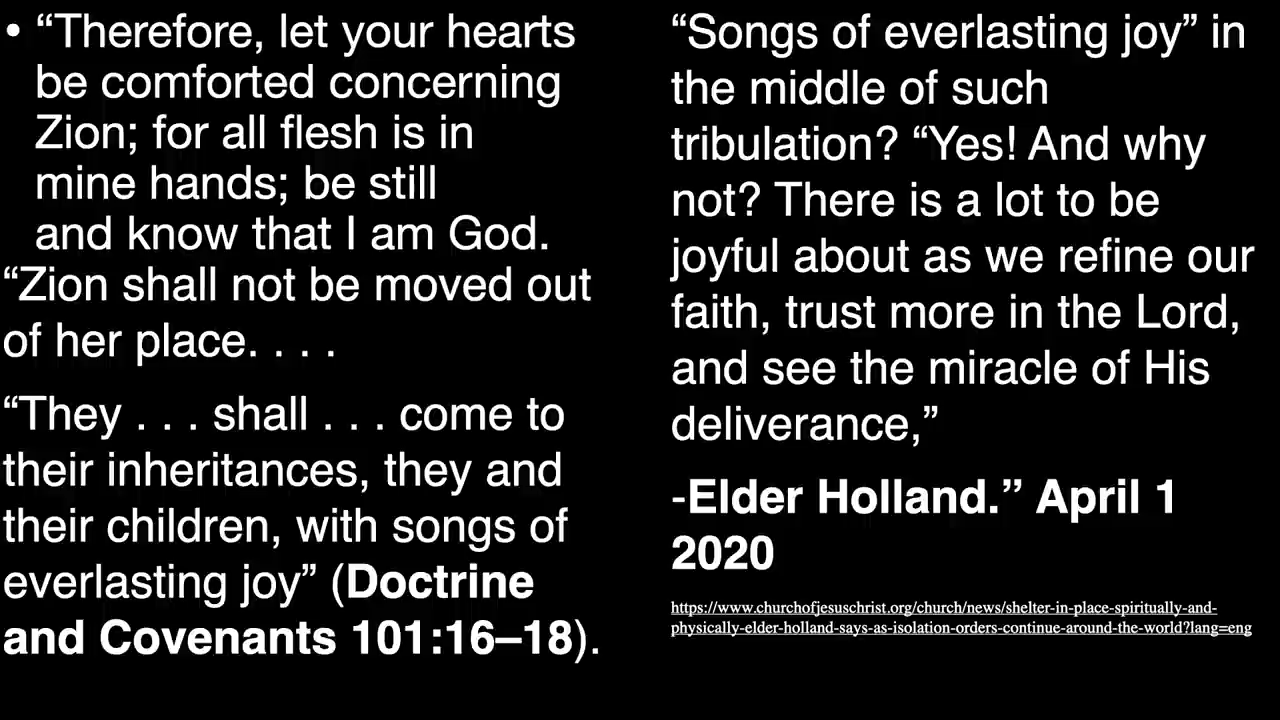 • “Therefore, let your hearts
be comforted concerning
Zion; for all flesh is in
mine hands; be still
and know that I am God.
“Zion shall not be moved out
of her place. . . .
“They . . . shall . . . come to
their inheritances, they and
their children, with songs of
everlasting joy” (Doctrine
and Covenants 101:16–18).
“Songs of everlasting joy” in
the middle of such
tribulation? “Yes! And why
not? There is a lot to be
joyful about as we refine our
faith, trust more in the Lord,
and see the miracle of His
deliverance,”
-Elder Holland.” April 1
2020
https://www.churchofjesuschrist.org/church/news/shelter-in-place-spiritually-and-
physically-elder-holland-says-as-isolation-orders-continue-around-the-world?lang=eng